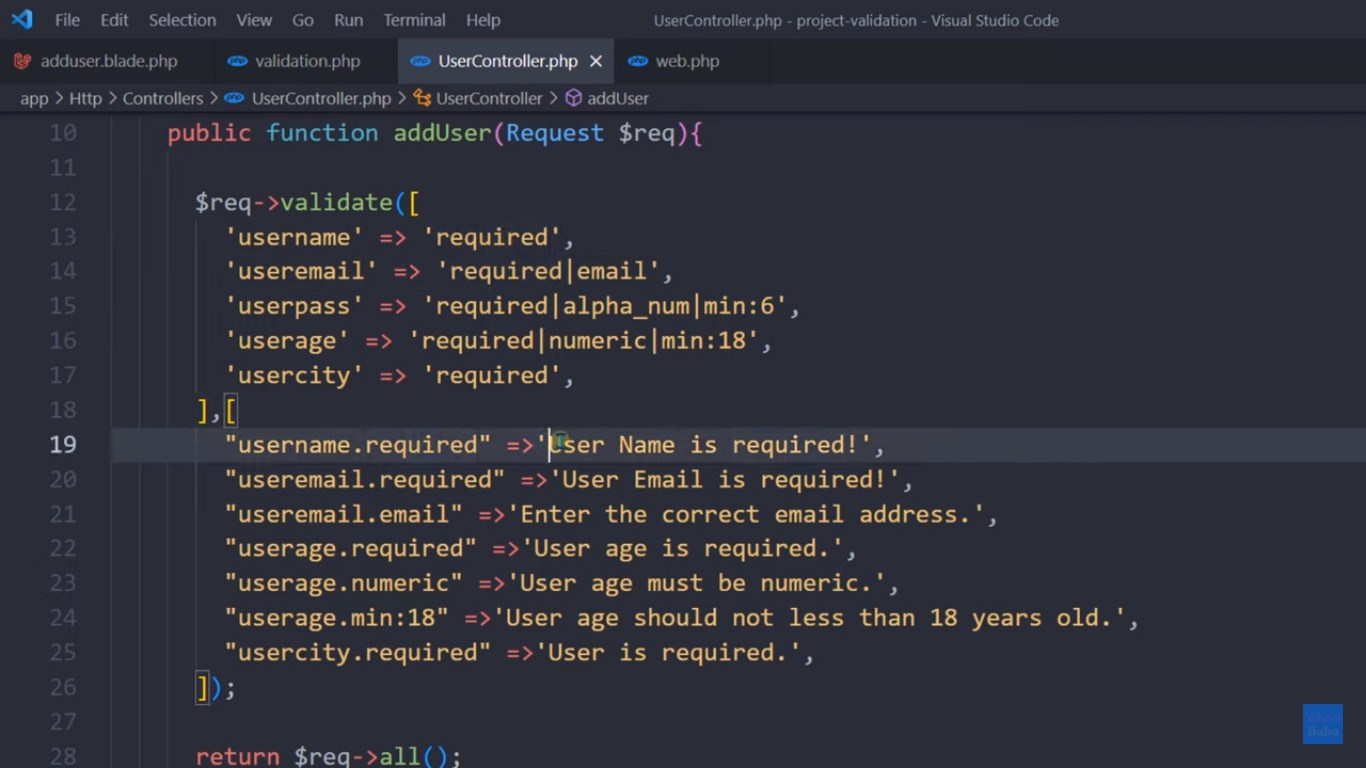 File Edit Selection View Go Run Terminal Help UserController.php - project-validation - Visual Studio Code
adduser.blade.php validation.php UserController.php × web.php
app > Http > Controllers > UserController.php > UserController > addUser
10 public function addUser(Request $req){
11
12 $req->validate([
13 'username' => 'required',
14 'useremail' => 'required|email',
15 'userpass' => 'required|alpha_num|min:6',
16 'userage' => 'required|numeric|min:18',
17 'usercity' => 'required',
18 ],[
19 "username.required" =>'User Name is required!',
20 "useremail.required" =>'User Email is required!',
21 "useremail.email" =>'Enter the correct email address.',
22 "userage.required" =>'User age is required.',
23 "userage.numeric" =>'User age must be numeric.',
24 "userage.min:18" =>'User age should not less than 18 years old.',
25 "usercity.required" =>'User is required.',
26 ]);
27
28 return $req->all();
Baba